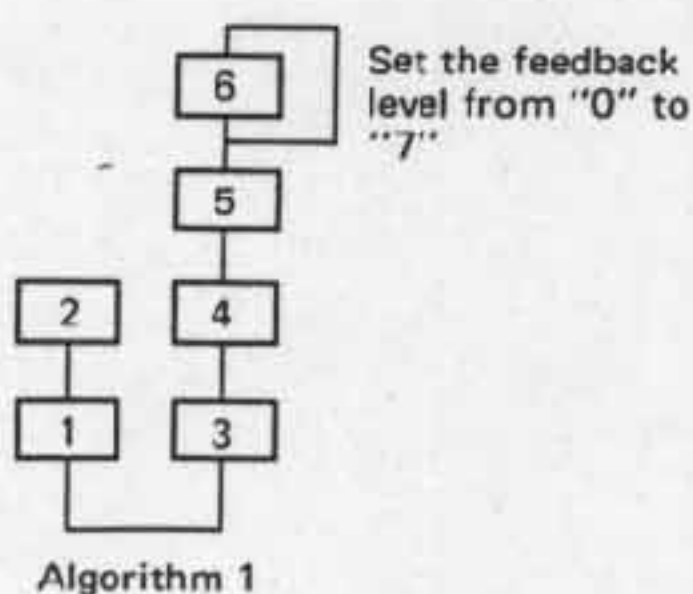 6
Set the feedback
level from "0" to
"7"
5
2 4
1 3
Algorithm 1